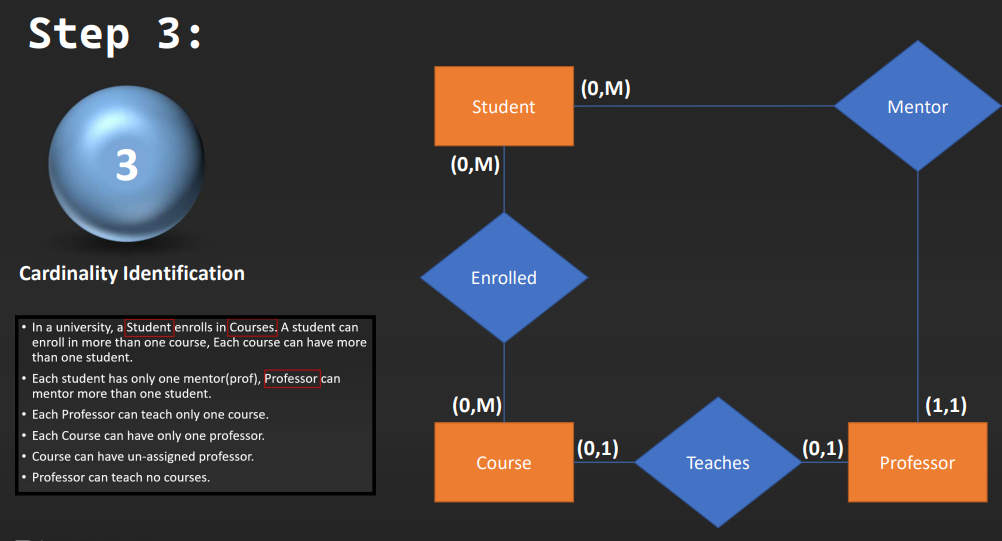 Step 3:
3
Cardinality Identification
• In a university, a Student enrolls in Courses. A student can
enroll in more than one course, Each course can have more
than one student.
• Each student has only one mentor(prof), Professor can
mentor more than one student.
• Each Professor can teach only one course.
• Each Course can have only one professor.
• Course can have un-assigned professor.
• Professor can teach no courses.
Student
(0,M)
Mentor
(0,M)
Enrolled
(0,M)
(1,1)
Course
(0,1)
Teaches
(0,1)
Professor